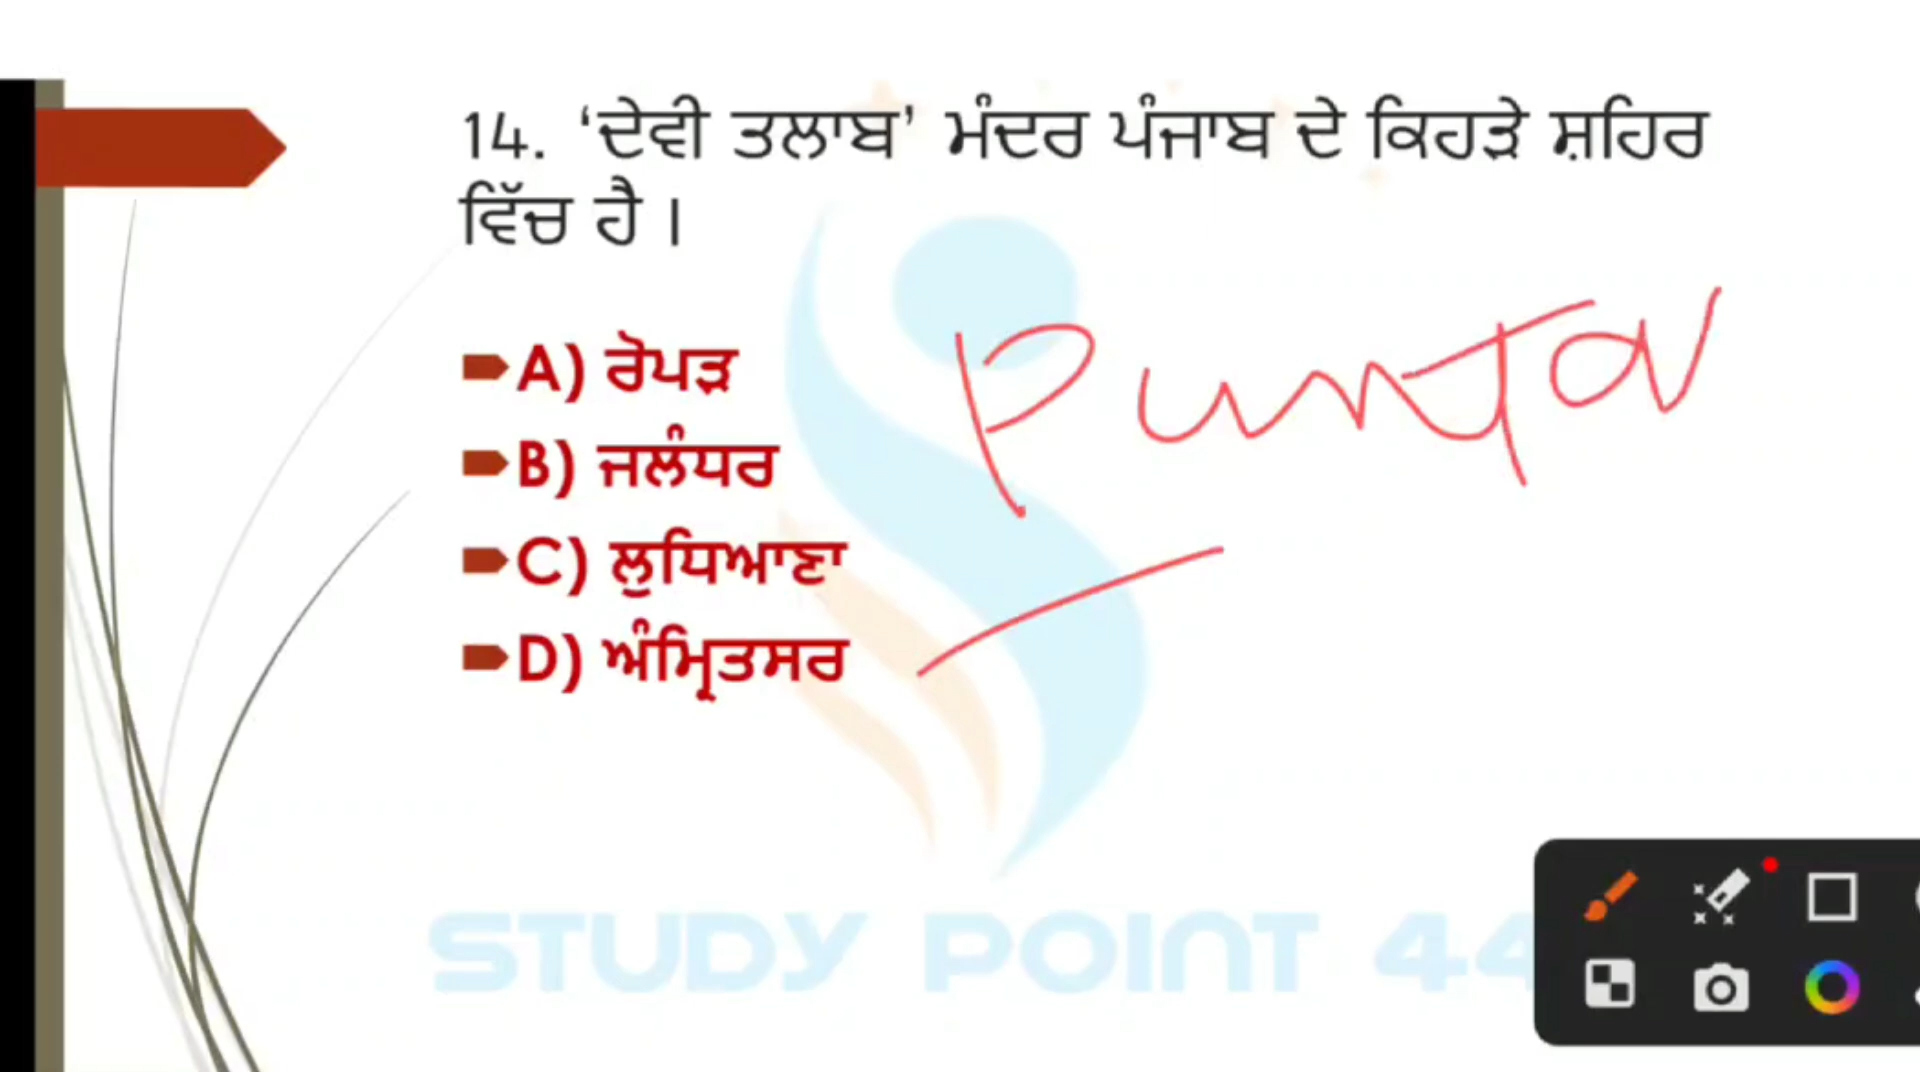 14. ‘ਦੇਵੀ ਤਲਾਬ’ ਮੰਦਰ ਪੰਜਾਬ ਦੇ ਕਿਹੜੇ ਸ਼ਹਿਰ
ਵਿੱਚ ਹੈ।
A) ਰੋਪੜ
B) ਜਲੰਧਰ
C) ਲੁਧਿਆਣਾ
D) ਅੰਮ੍ਰਿਤਸਰ
STUDY POINT 44